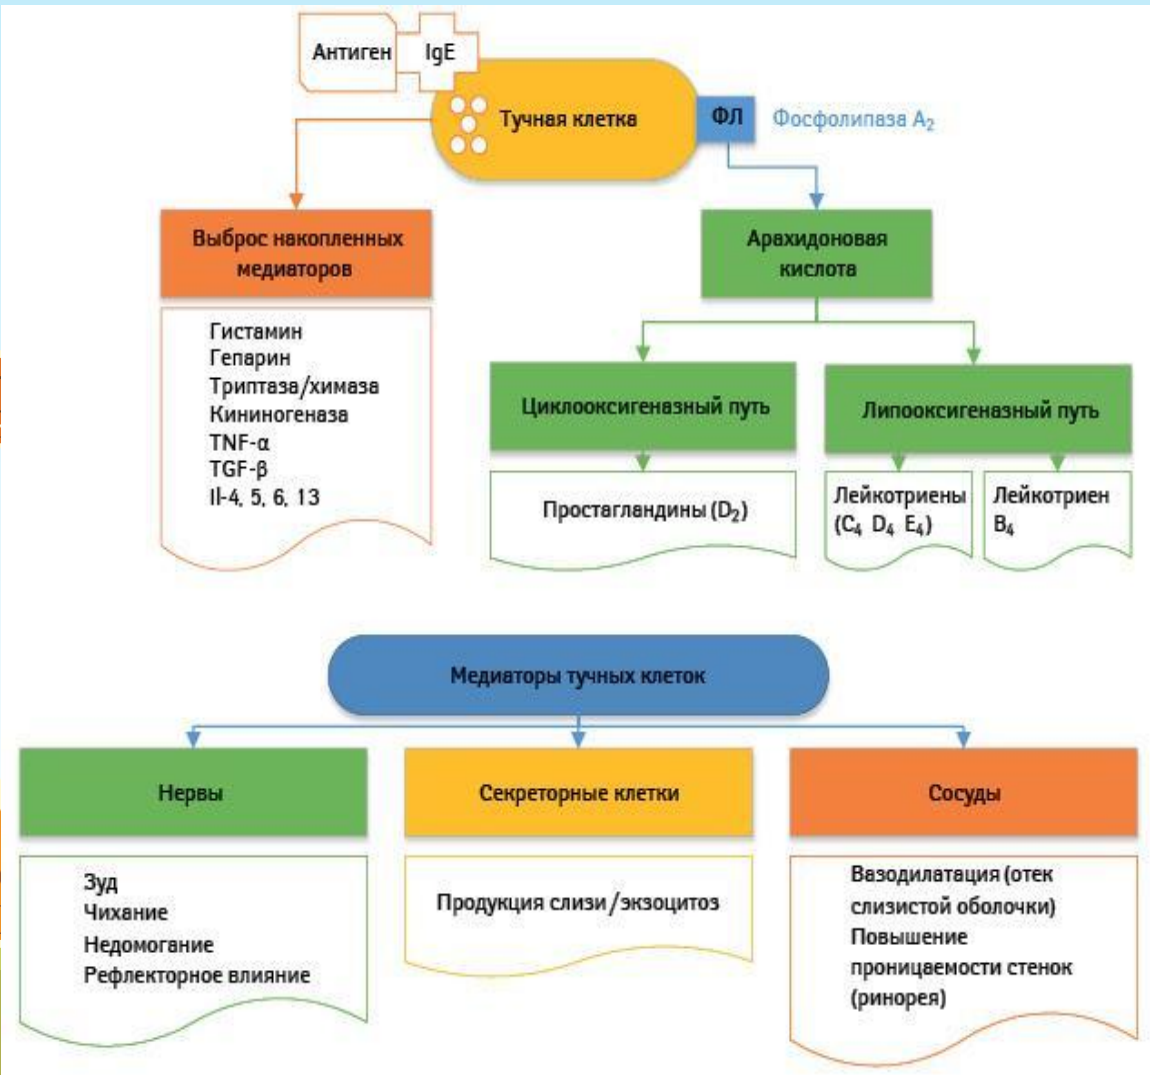 Антиген
IgE
Тучная клетка
ФЛ
Фосфолипаза A₂
Выброс накопленных
медиаторов
Арахидоновая
кислота
Гистамин
Гепарин
Триптаза/химаза
Кининогеназа
TNF-α
TGF-β
Il-4, 5, 6, 13
Циклооксигеназный путь
Липооксигеназный путь
Простагландины (D₂)
Лейкотриены
(C₄ D₄ E₄)
Лейкотриен
B₄
Медиаторы тучных клеток
Нервы
Секреторные клетки
Сосуды
Зуд
Чихание
Недомогание
Рефлекторное влияние
Продукция слизи/экзоцитоз
Вазодилатация (отек
слизистой оболочки)
Повышение
проницаемости стенок
(ринорея)